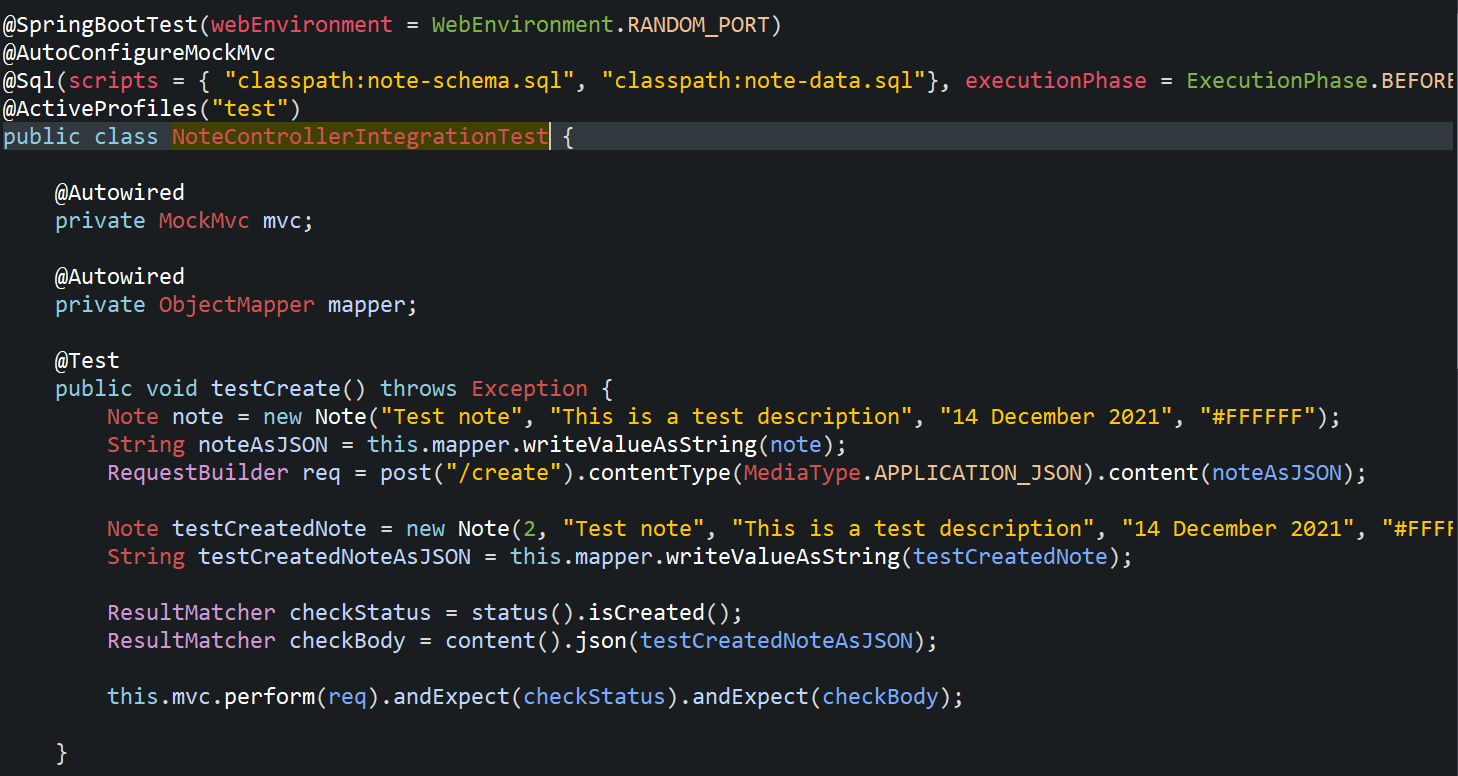 @SpringBootTest(webEnvironment = WebEnvironment.RANDOM_PORT)
@AutoConfigureMockMvc
@Sql(scripts = { "classpath:note-schema.sql", "classpath:note-data.sql"}, executionPhase = ExecutionPhase.BEFORE
@ActiveProfiles("test")
public class NoteControllerIntegrationTest {
@Autowired
private MockMvc mvc;
@Autowired
private ObjectMapper mapper;
@Test
public void testCreate() throws Exception {
Note note = new Note("Test note", "This is a test description", "14 December 2021", "#FFFFFF");
String noteAsJSON = this.mapper.writeValueAsString(note);
RequestBuilder req = post("/create").contentType(MediaType.APPLICATION_JSON).content(noteAsJSON);
Note testCreatedNote = new Note(2, "Test note", "This is a test description", "14 December 2021", "#FFFF
String testCreatedNoteAsJSON = this.mapper.writeValueAsString(testCreatedNote);
ResultMatcher checkStatus = status().isCreated();
ResultMatcher checkBody = content().json(testCreatedNoteAsJSON);
this.mvc.perform(req).andExpect(checkStatus).andExpect(checkBody);
}